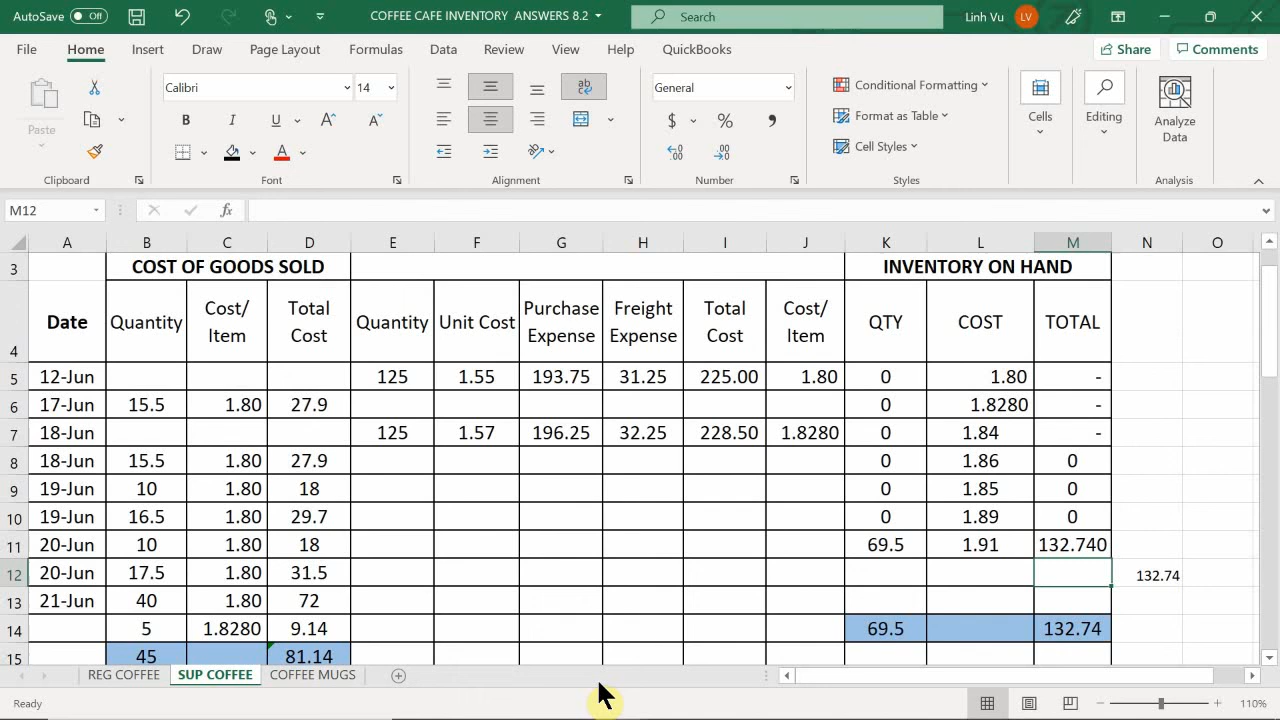 AutoSave Off COFFEE CAFE INVENTORY ANSWERS 8.2 Search Linh Vu LV
File Home Insert Draw Page Layout Formulas Data Review View Help QuickBooks Share Comments
Paste Calibri 14 General Conditional Formatting Format as Table Cell Styles Cells Editing Analyze Data
B I U A A A ab c $ % , .00
Clipboard Font Alignment Number Styles Analysis
M12 fx
A B C D E F G H I J K L M N O
3 COST OF GOODS SOLD INVENTORY ON HAND
4 Date Quantity Cost/ Item Total Cost Quantity Unit Cost Purchase Expense Freight Expense Total Cost Cost/ Item QTY COST TOTAL
5 12-Jun 125 1.55 193.75 31.25 225.00 1.80 0 1.80 -
6 17-Jun 15.5 1.80 27.9 0 1.8280 -
7 18-Jun 125 1.57 196.25 32.25 228.50 1.8280 0 1.84 -
8 18-Jun 15.5 1.80 27.9 0 1.86 0
9 19-Jun 10 1.80 18 0 1.85 0
10 19-Jun 16.5 1.80 29.7 0 1.89 0
11 20-Jun 10 1.80 18 69.5 1.91 132.740
12 20-Jun 17.5 1.80 31.5 132.74
13 21-Jun 40 1.80 72
14 5 1.8280 9.14 69.5 132.74
15 45 81.14
REG COFFEE SUP COFFEE COFFEE MUGS
Ready 110%